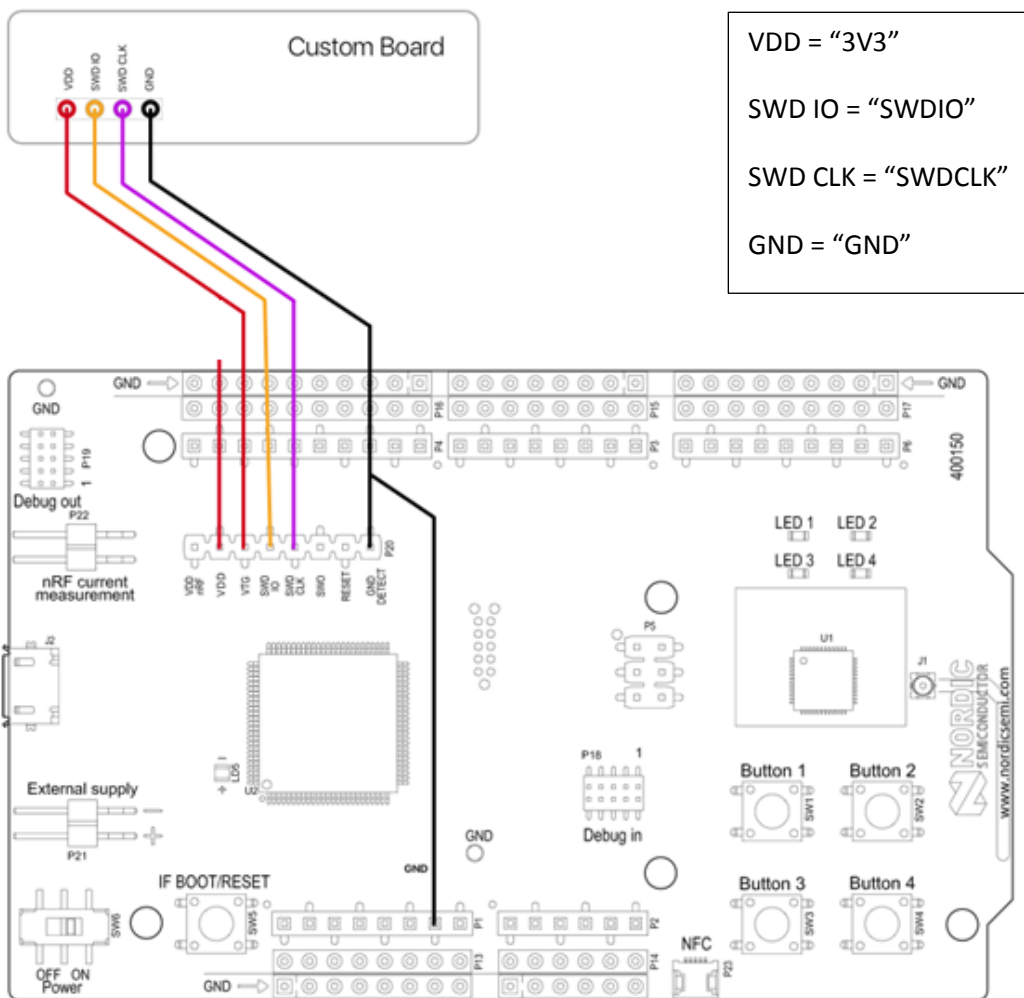 Custom Board
VDD
SWD IO
SWD CLK
GND
VDD = “3V3”
SWD IO = “SWDIO”
SWD CLK = “SWDCLK”
GND = “GND”
GND
GND
GND
P16
P15
P17
P4
P3
P6
400150
P19
1
Debug out
P22
nRF current
measurement
P20
VDD
nRF
VDD
VTG
SWD
IO
SWD
CLK
SWO
RESET
GND
DETECT
LED 1
LED 2
LED 3
LED 4
P5
U1
J1
J2
NORDIC
SEMICONDUCTOR
www.nordicsemi.com
LD5
External supply
P21
P18
1
Debug in
Button 1
Button 2
SW1
SW2
GND
GND
IF BOOT/RESET
SW5
SW6
OFF ON
Power
P1
P2
P13
P14
GND
NFC
P23
Button 3
Button 4
SW3
SW4